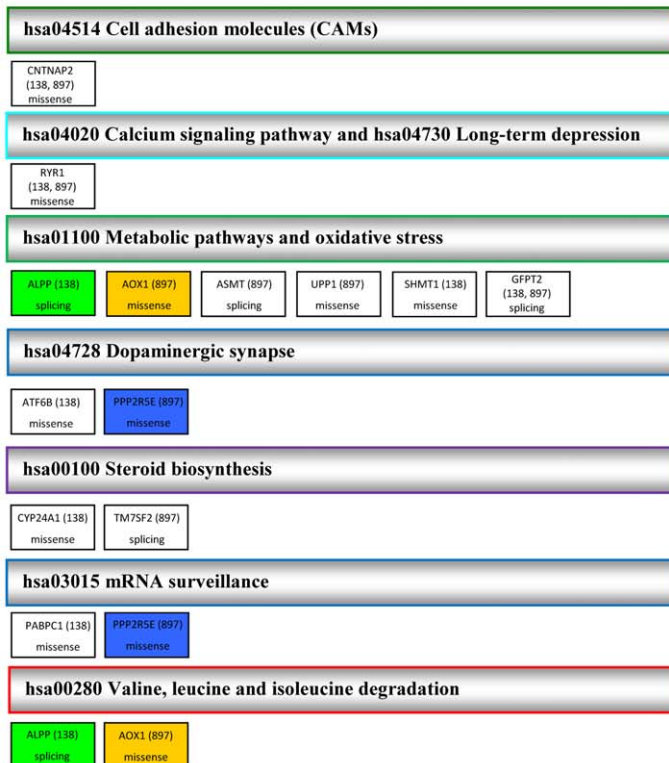 hsa04514 Cell adhesion molecules (CAMs)
CNTNAP2
(138, 897)
missense
hsa04020 Calcium signaling pathway and hsa04730 Long-term depression
RYR1
(138, 897)
missense
hsa01100 Metabolic pathways and oxidative stress
ALPP (138)
splicing
AOX1 (897)
missense
ASMT (897)
splicing
UPP1 (897)
missense
SHMT1 (138)
missense
GFPT2
(138, 897)
splicing
hsa04728 Dopaminergic synapse
ATF6B (138)
missense
PPP2R5E (897)
missense
hsa00100 Steroid biosynthesis
CYP24A1 (138)
missense
TM7SF2 (897)
splicing
hsa03015 mRNA surveillance
PABPC1 (138)
missense
PPP2R5E (897)
missense
hsa00280 Valine, leucine and isoleucine degradation
ALPP (138)
splicing
AOX1 (897)
missense